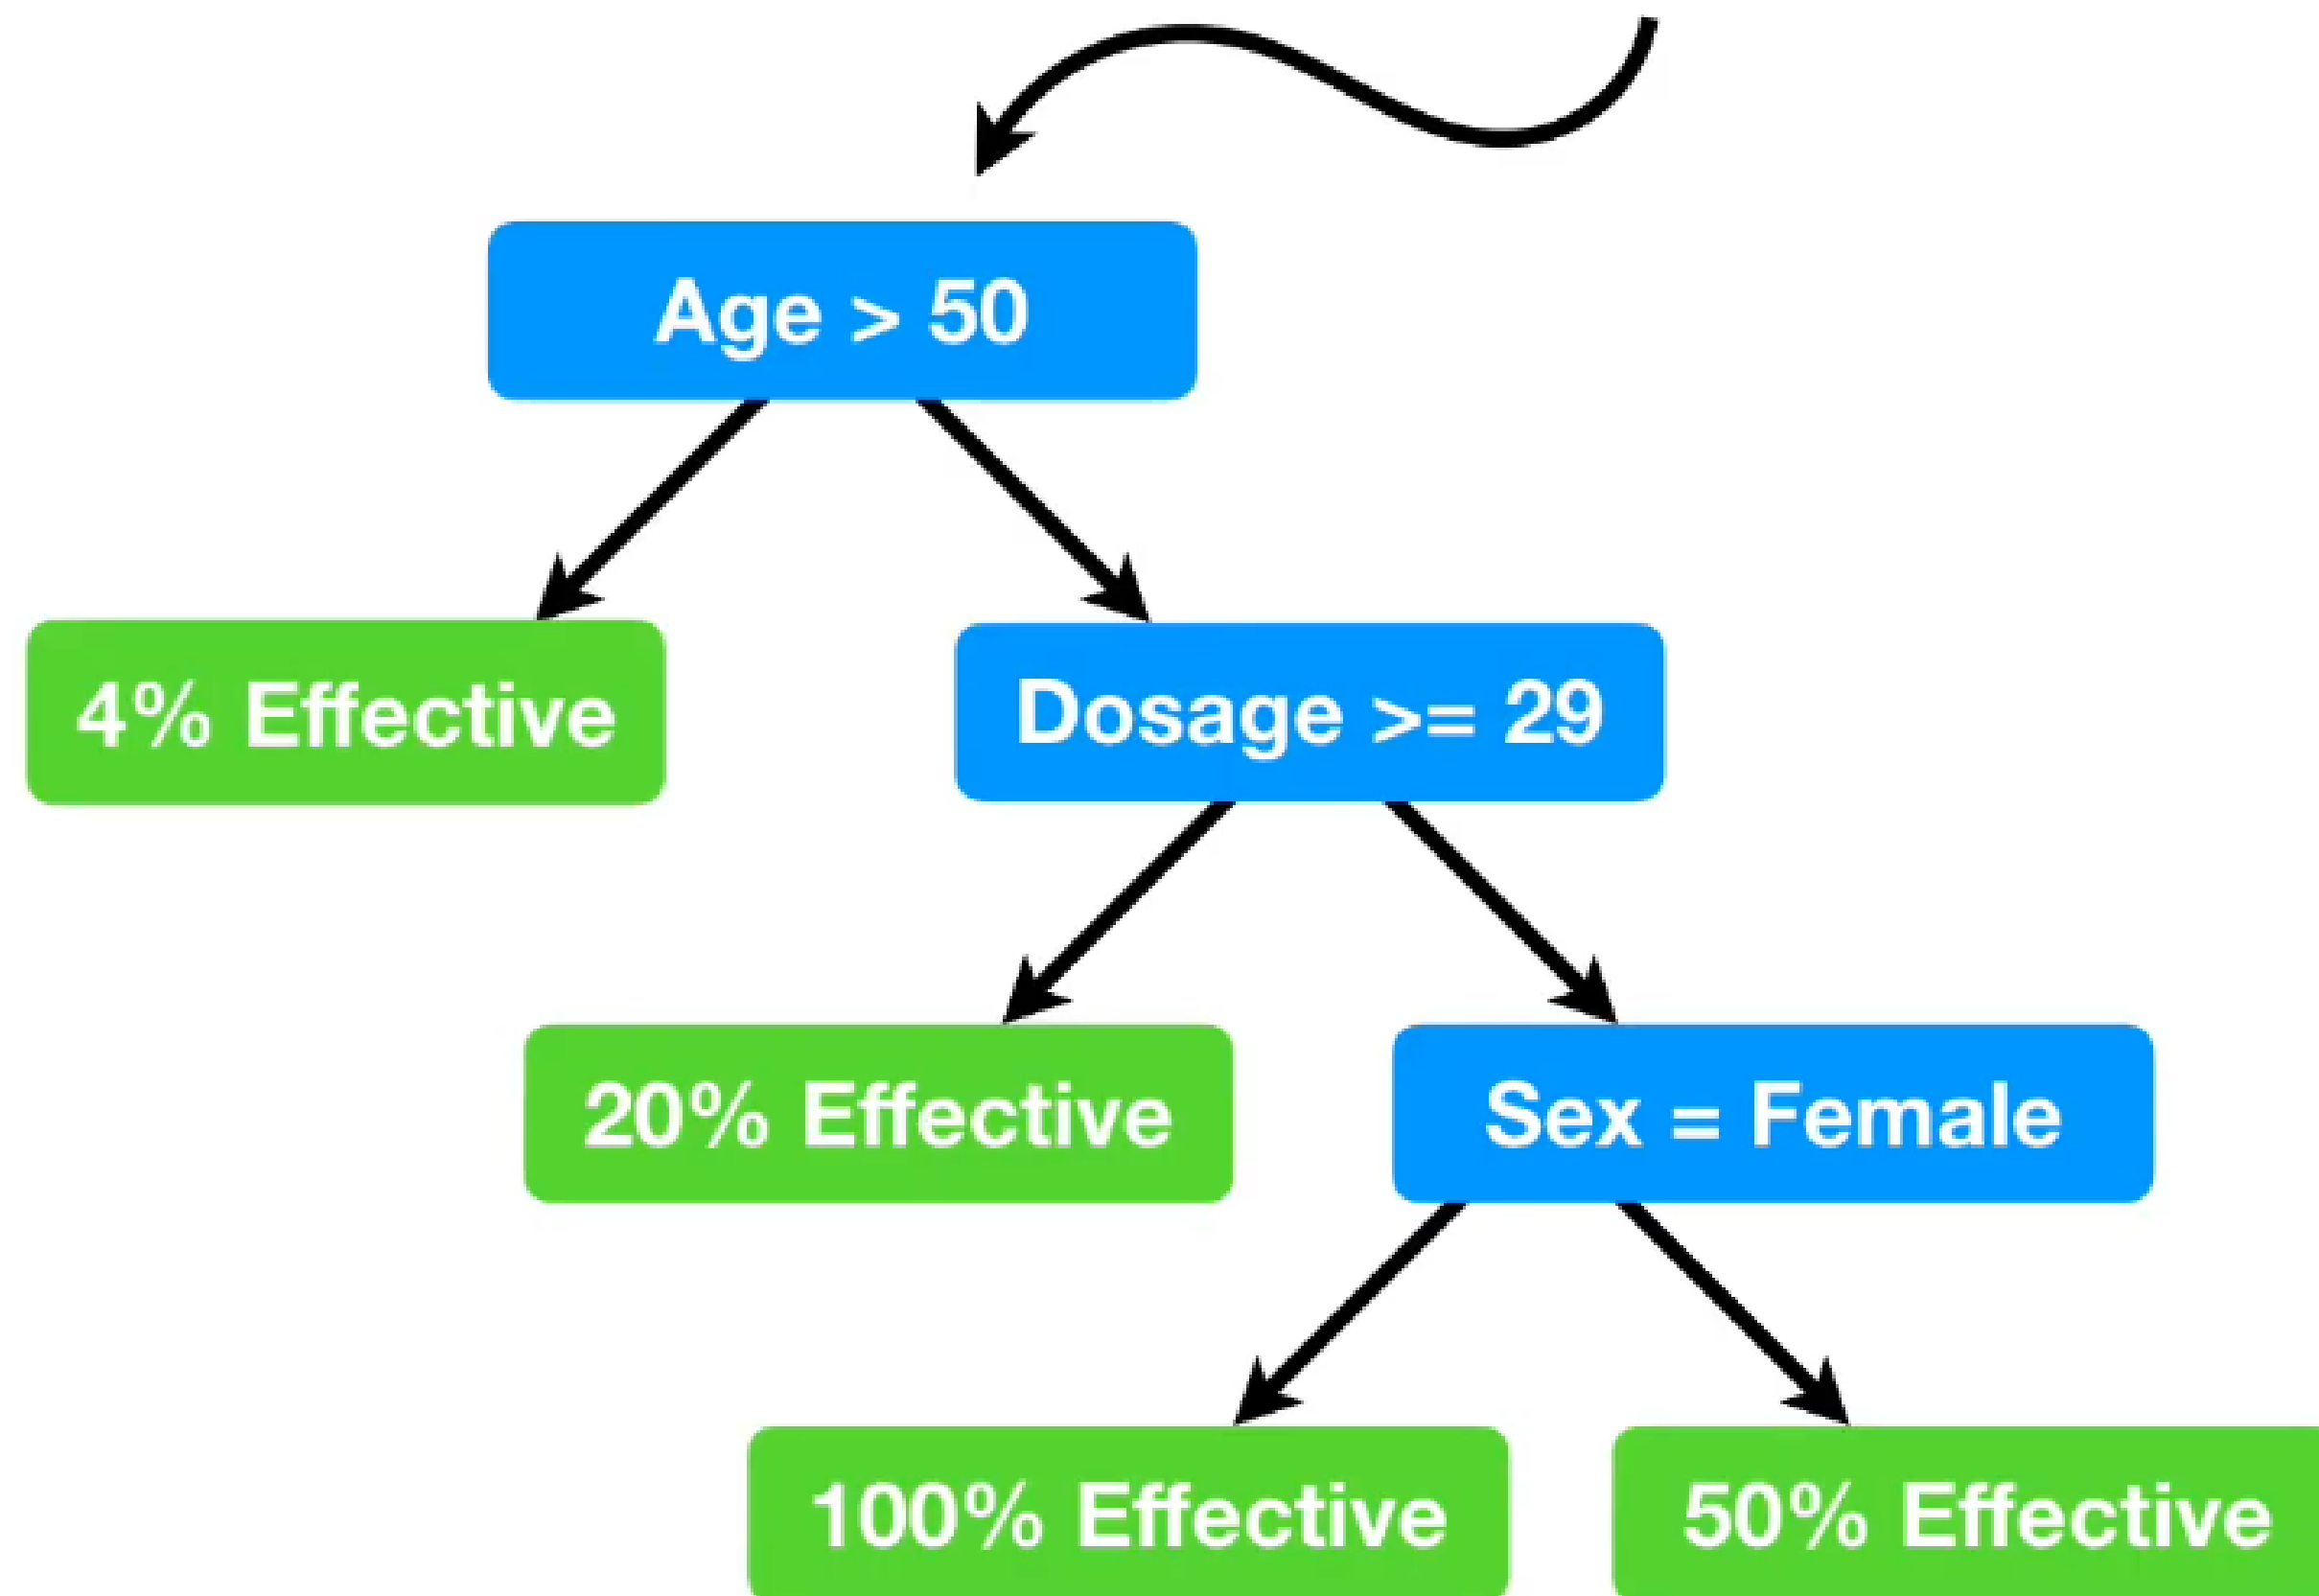 Age > 50
4% Effective
Dosage >= 29
20% Effective
Sex = Female
100% Effective
50% Effective